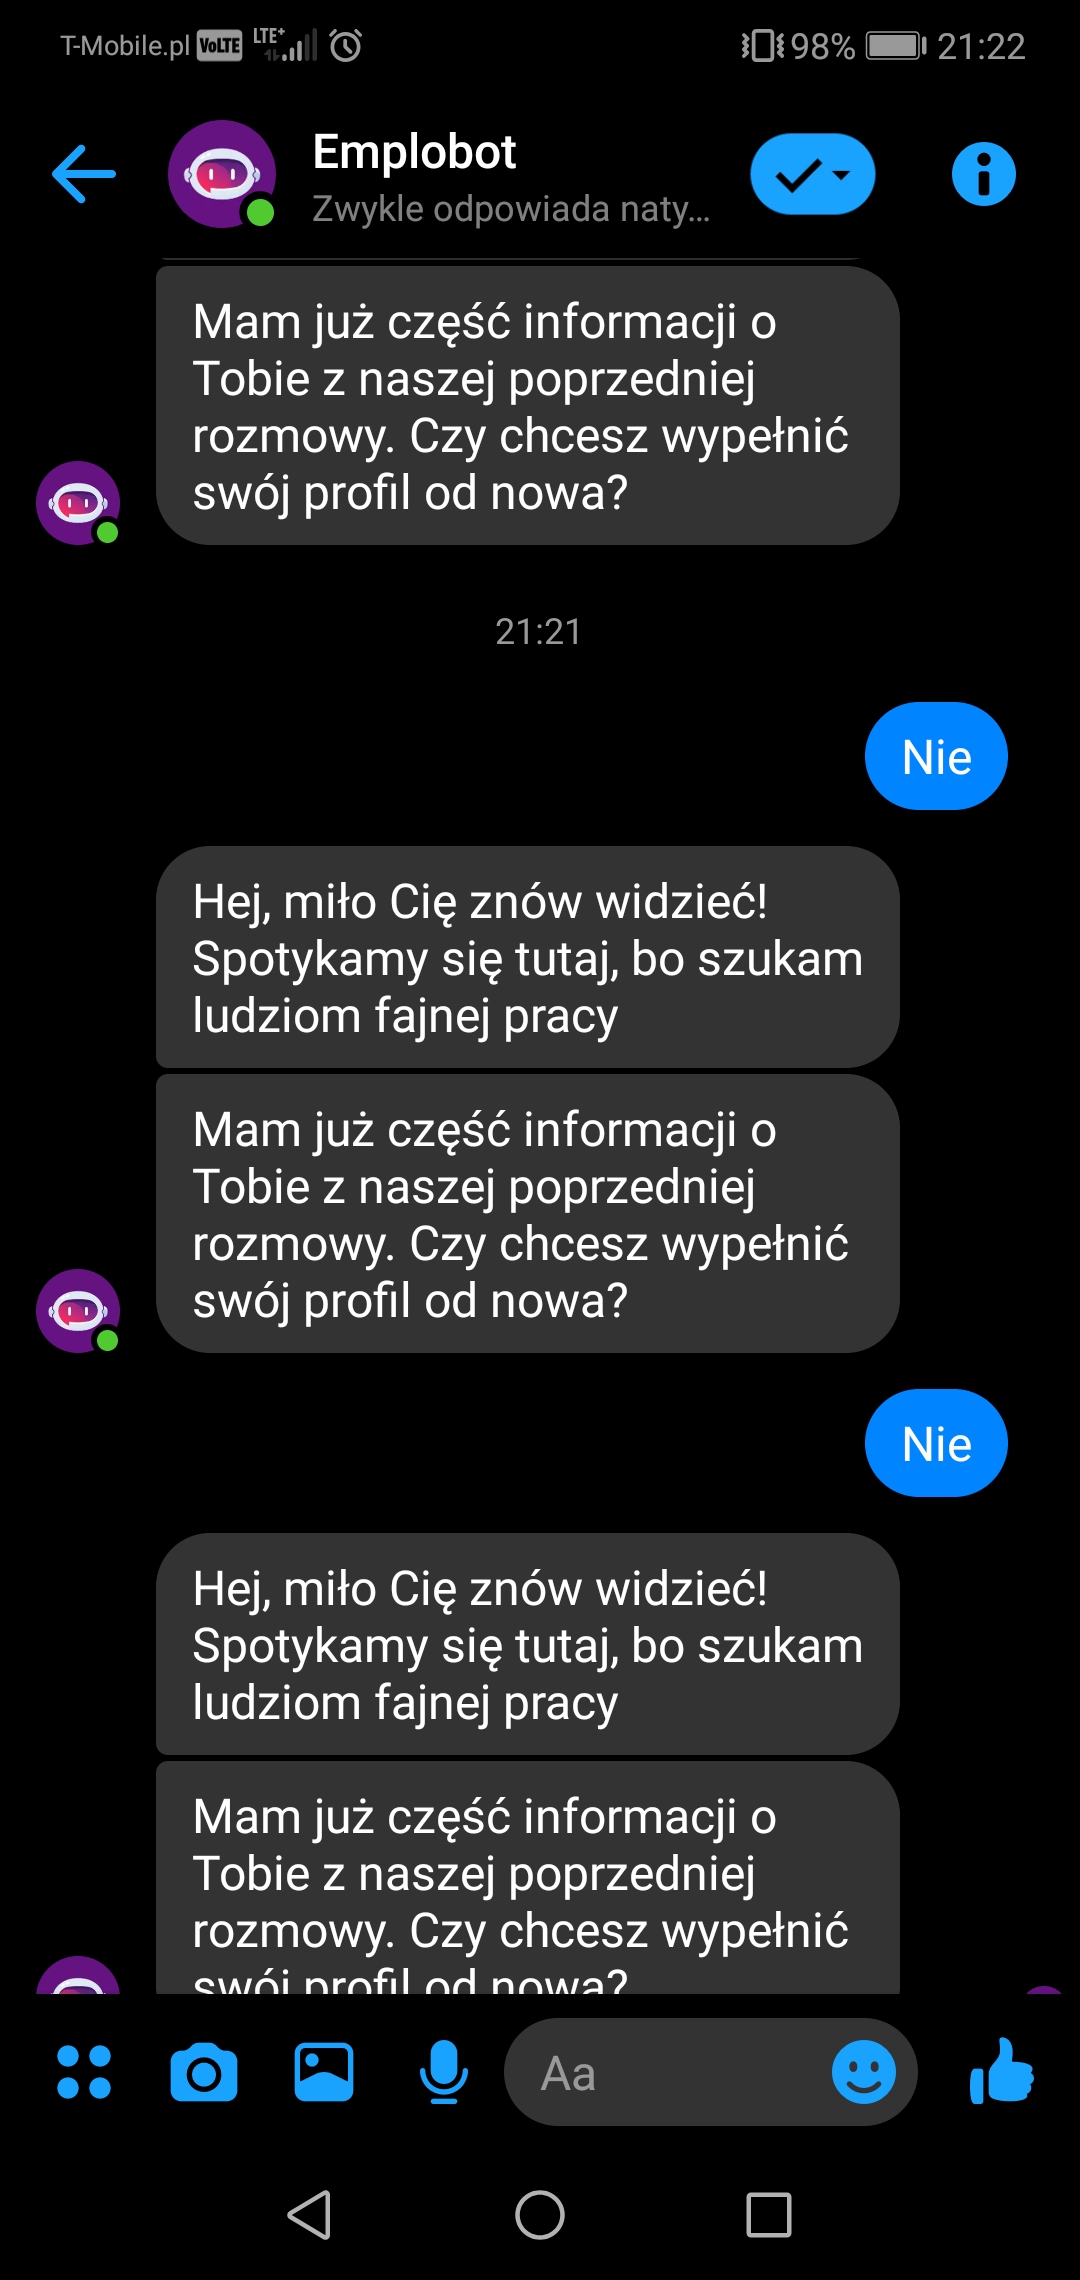 T-Mobile.pl VoLTE LTE+ 98% 21:22
Emplobot
Zwykle odpowiada naty...
Mam już część informacji o
Tobie z naszej poprzedniej
rozmowy. Czy chcesz wypełnić
swój profil od nowa?
21:21
Nie
Hej, miło Cię znów widzieć!
Spotykamy się tutaj, bo szukam
ludziom fajnej pracy
Mam już część informacji o
Tobie z naszej poprzedniej
rozmowy. Czy chcesz wypełnić
swój profil od nowa?
Nie
Hej, miło Cię znów widzieć!
Spotykamy się tutaj, bo szukam
ludziom fajnej pracy
Mam już część informacji o
Tobie z naszej poprzedniej
rozmowy. Czy chcesz wypełnić
swój profil od nowa?
Aa